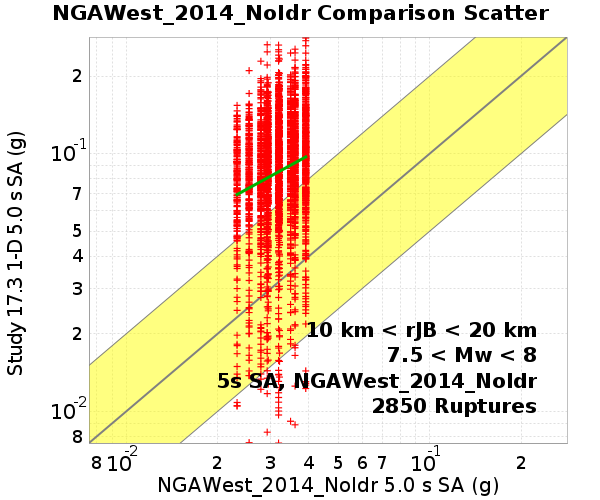 NGAWest_2014_NoIdr Comparison Scatter
Study 17.3 1-D 5.0 s SA (g)
2
10⁻¹
7
5
4
3
2
10⁻²
8
10 km < rJB < 20 km
7.5 < Mw < 8
5s SA, NGAWest_2014_NoIdr
2850 Ruptures
8 10⁻² 2 3 4 5 6 7 10⁻¹ 2
NGAWest_2014_NoIdr 5.0 s SA (g)